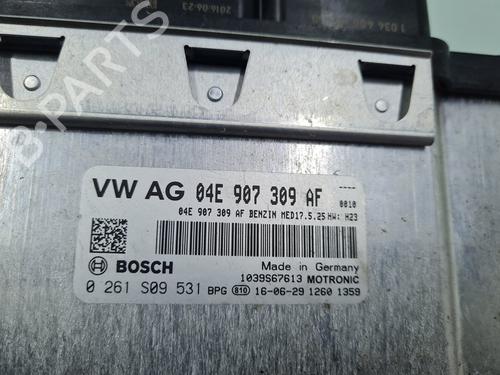 2016-06-23
VW AG 04E 907 309 AF ----
0010
04E 907 309 AF BENZIN MED17.5.25 HW: H23
BOSCH
Made in Germany
1039S67613 MOTRONIC
0 261 S09 531 BPG 810 16-06-29 1260 1359
B-PARTS